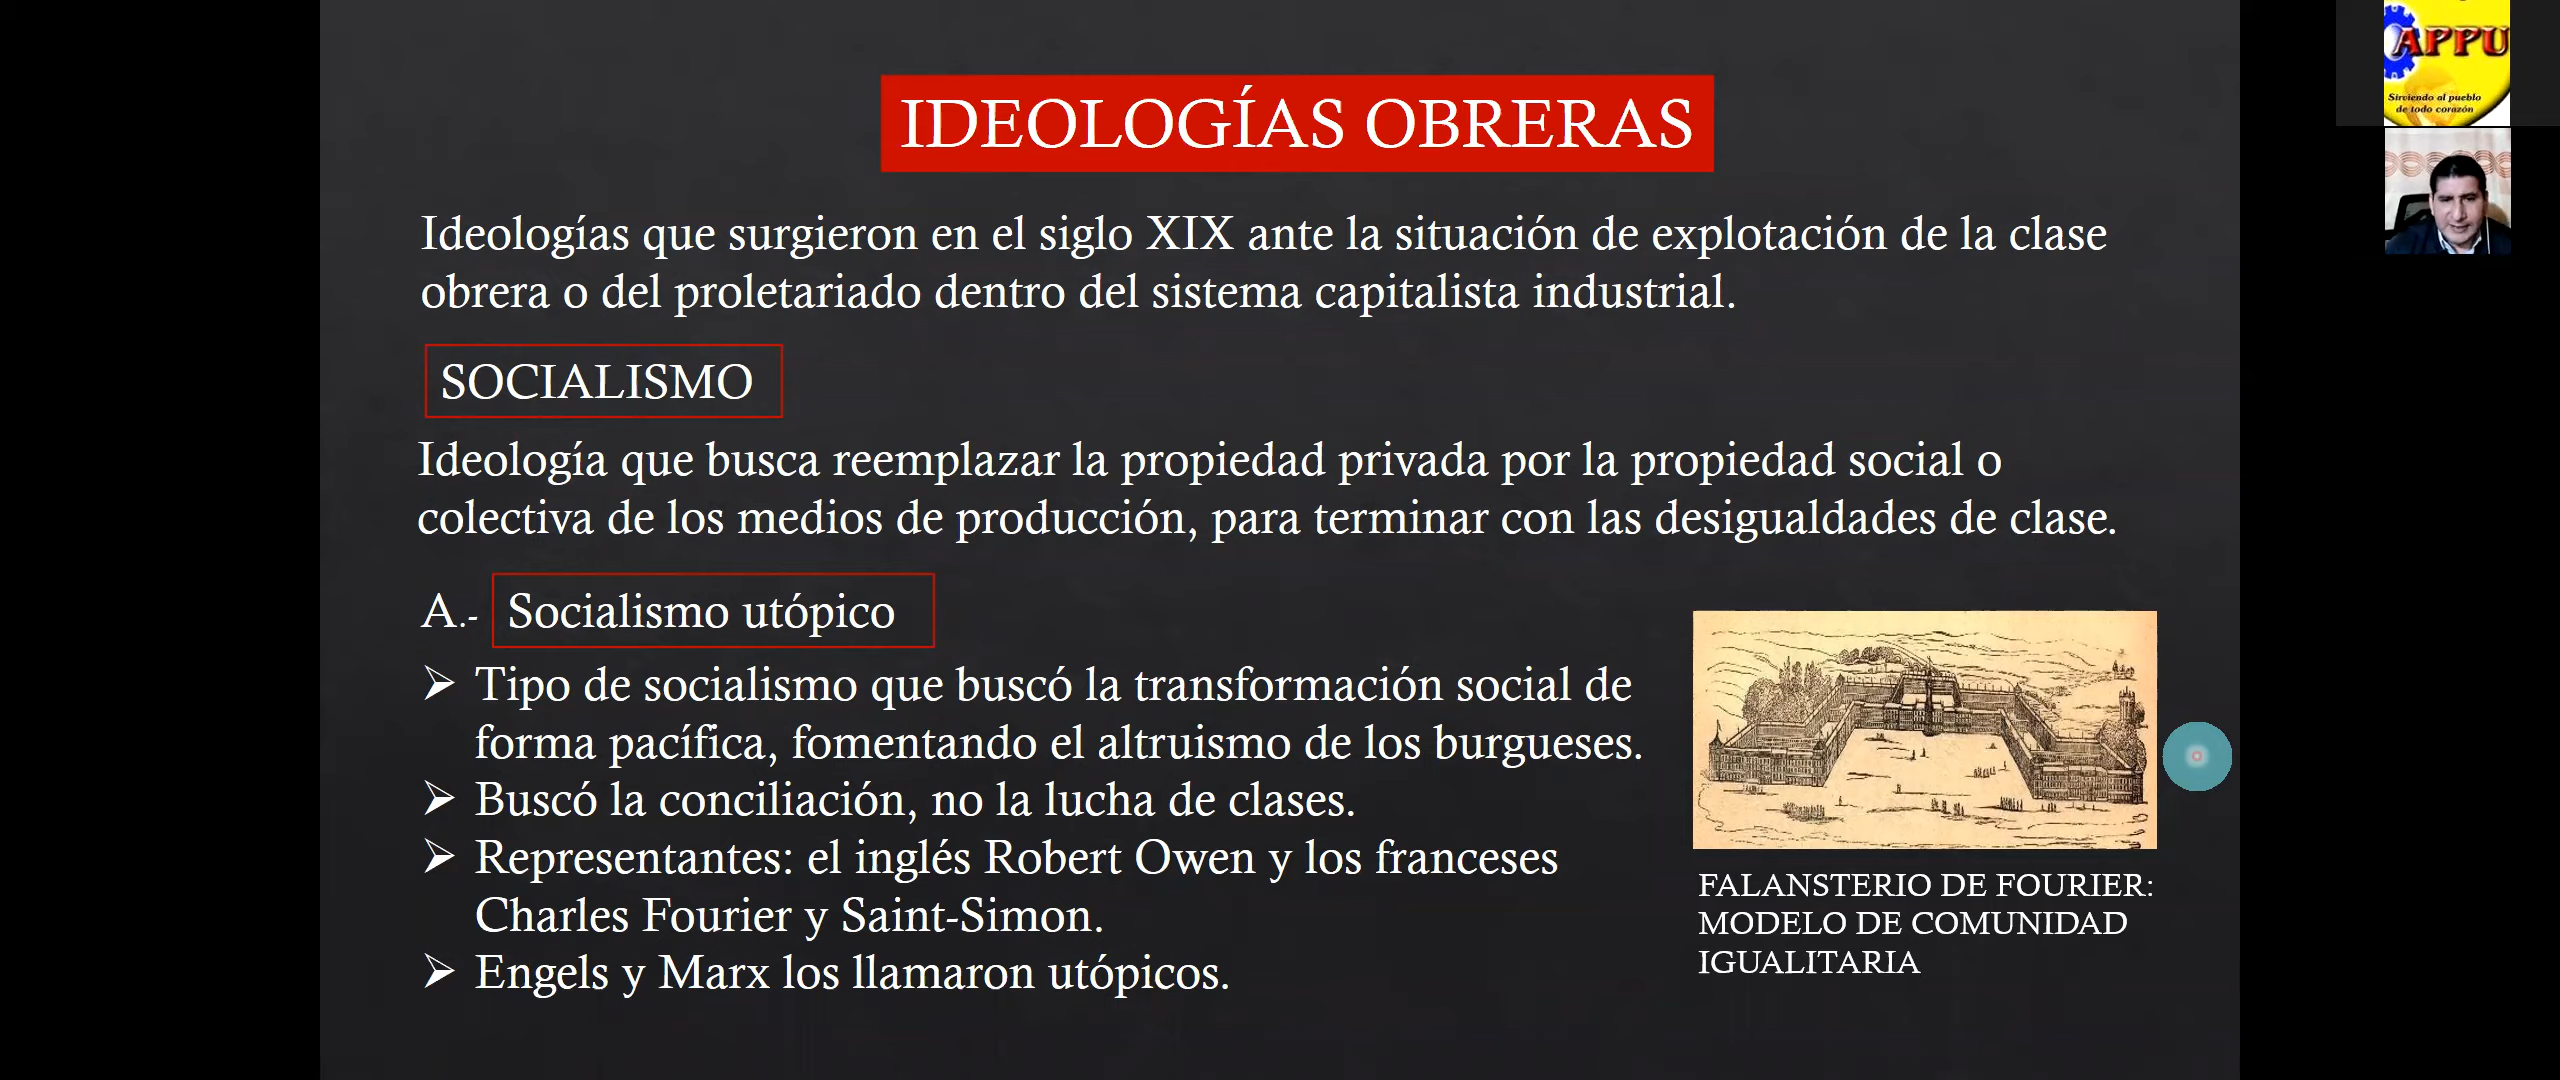 IDEOLOGÍAS OBRERAS
Ideologías que surgieron en el siglo XIX ante la situación de explotación de la clase
obrera o del proletariado dentro del sistema capitalista industrial.
SOCIALISMO
Ideología que busca reemplazar la propiedad privada por la propiedad social o
colectiva de los medios de producción, para terminar con las desigualdades de clase.
A.- Socialismo utópico
➢ Tipo de socialismo que buscó la transformación social de
forma pacífica, fomentando el altruismo de los burgueses.
➢ Buscó la conciliación, no la lucha de clases.
➢ Representantes: el inglés Robert Owen y los franceses
Charles Fourier y Saint-Simon.
➢ Engels y Marx los llamaron utópicos.
FALANSTERIO DE FOURIER:
MODELO DE COMUNIDAD
IGUALITARIA
CAPPU
Sirviendo al pueblo
de todo corazón